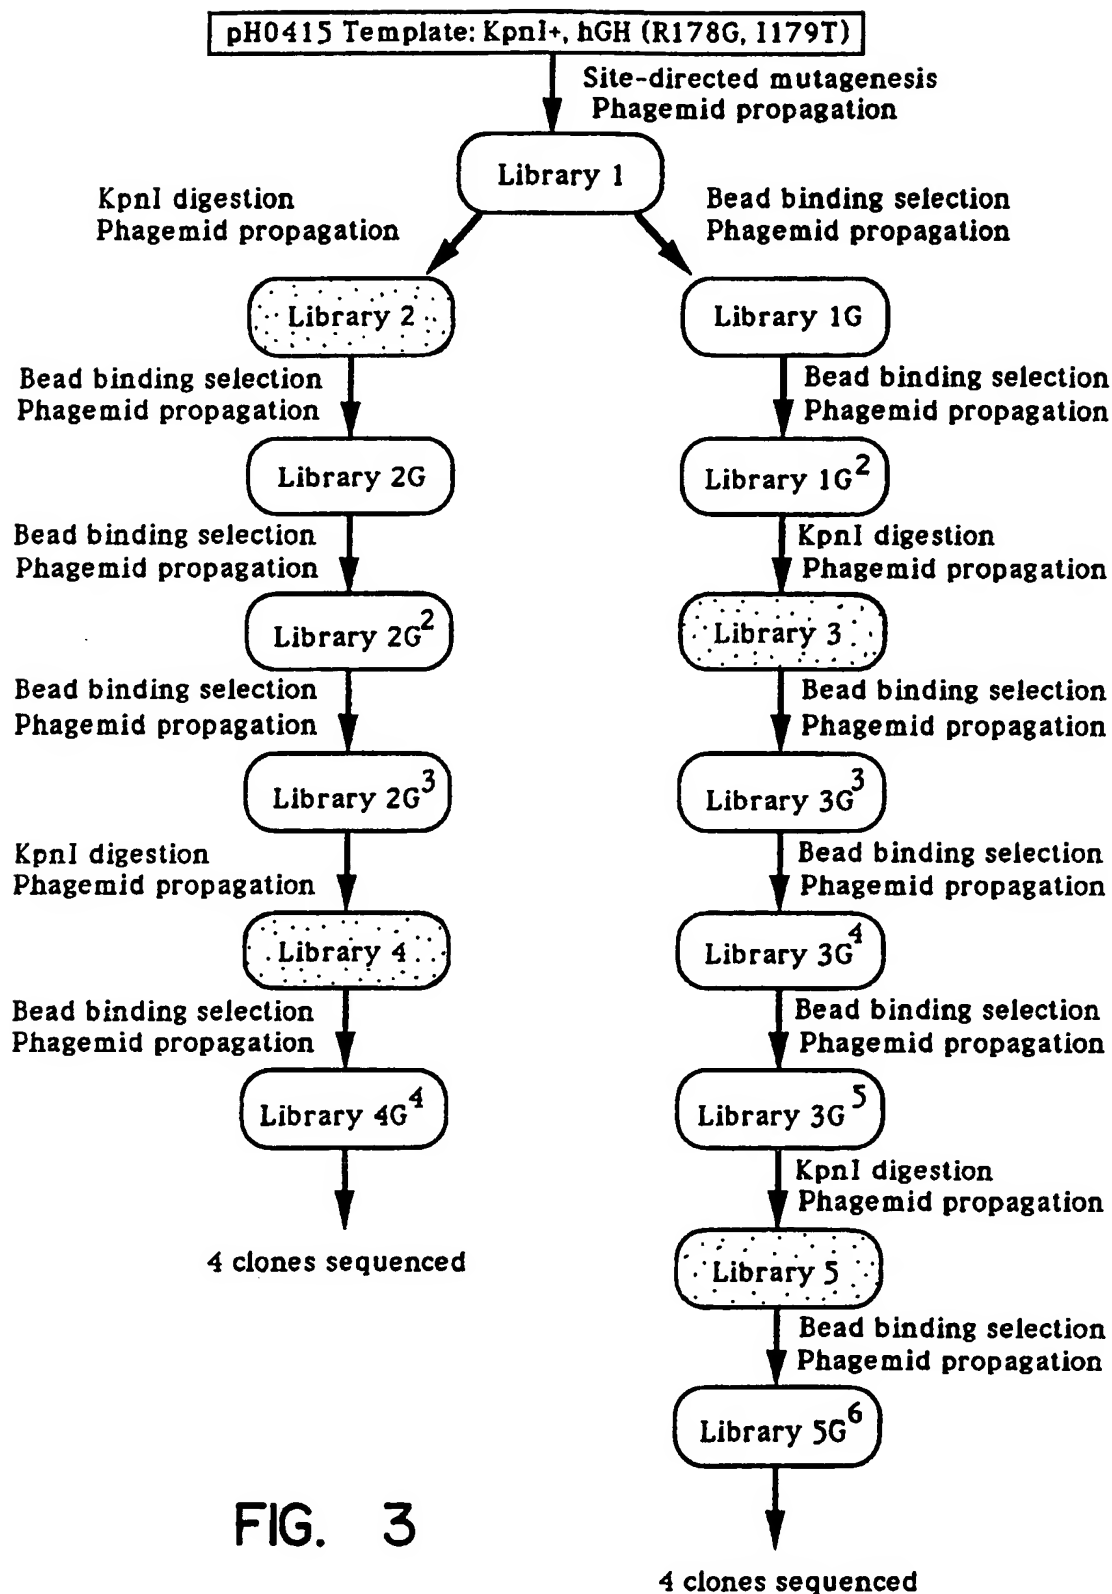 pH0415 Template: KpnI+, hGH (R178G, I179T)
Site-directed mutagenesis
Phagemid propagation
Library 1
KpnI digestion
Phagemid propagation
Bead binding selection
Phagemid propagation
Library 2
Library 1G
Bead binding selection
Phagemid propagation
Bead binding selection
Phagemid propagation
Library 2G
Library 1G²
Bead binding selection
Phagemid propagation
KpnI digestion
Phagemid propagation
Library 2G²
Library 3
Bead binding selection
Phagemid propagation
Bead binding selection
Phagemid propagation
Library 2G³
Library 3G³
KpnI digestion
Phagemid propagation
Bead binding selection
Phagemid propagation
Library 4
Library 3G⁴
Bead binding selection
Phagemid propagation
Bead binding selection
Phagemid propagation
Library 4G⁴
Library 3G⁵
KpnI digestion
Phagemid propagation
4 clones sequenced
Library 5
Bead binding selection
Phagemid propagation
Library 5G⁶
FIG. 3
4 clones sequenced